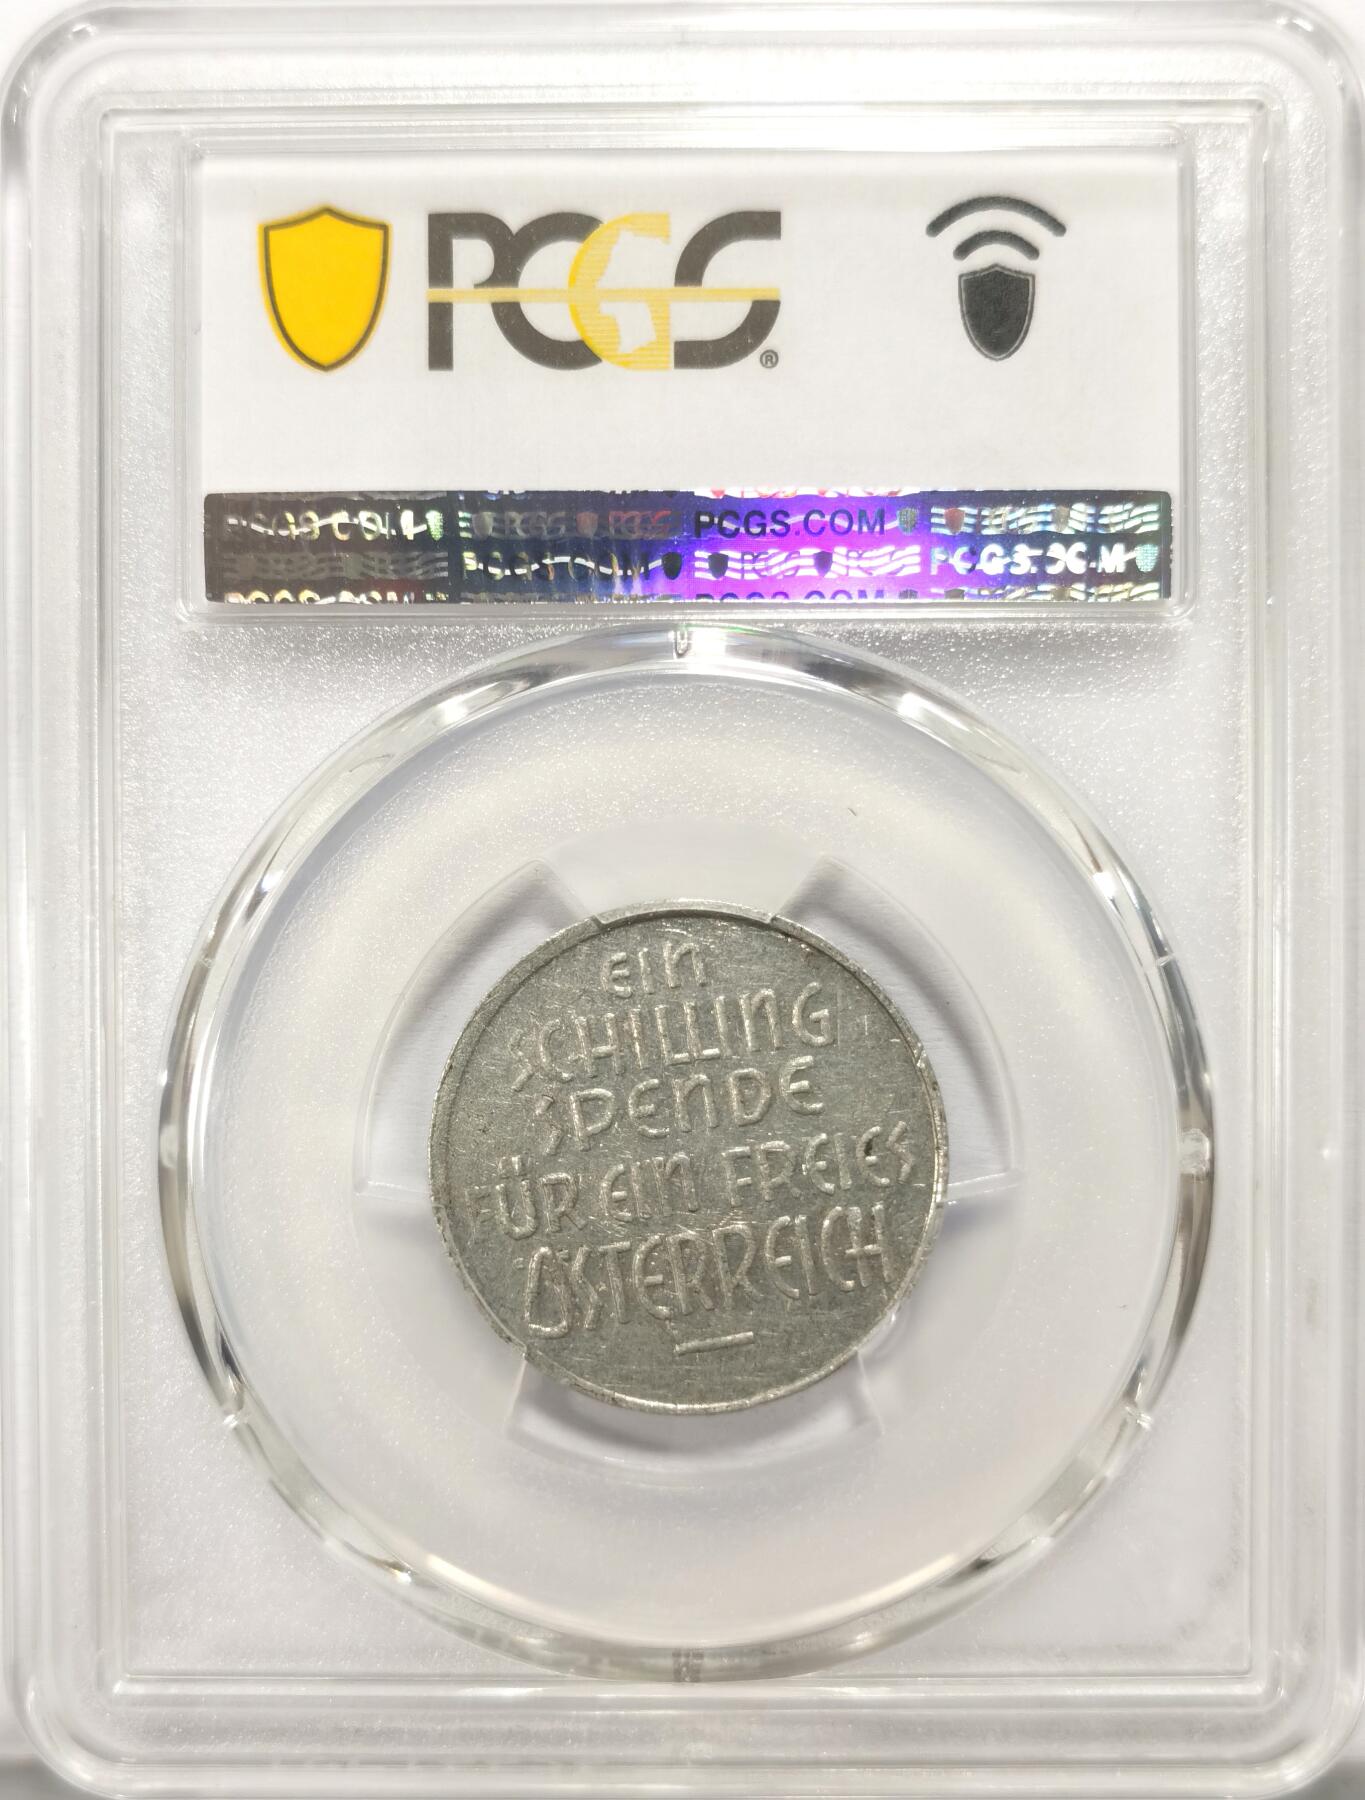 PCGS®
PCGS.COM
EIN
SCHILLING
SPENDE
FÜR EIN FREIES
ÖSTERREICH